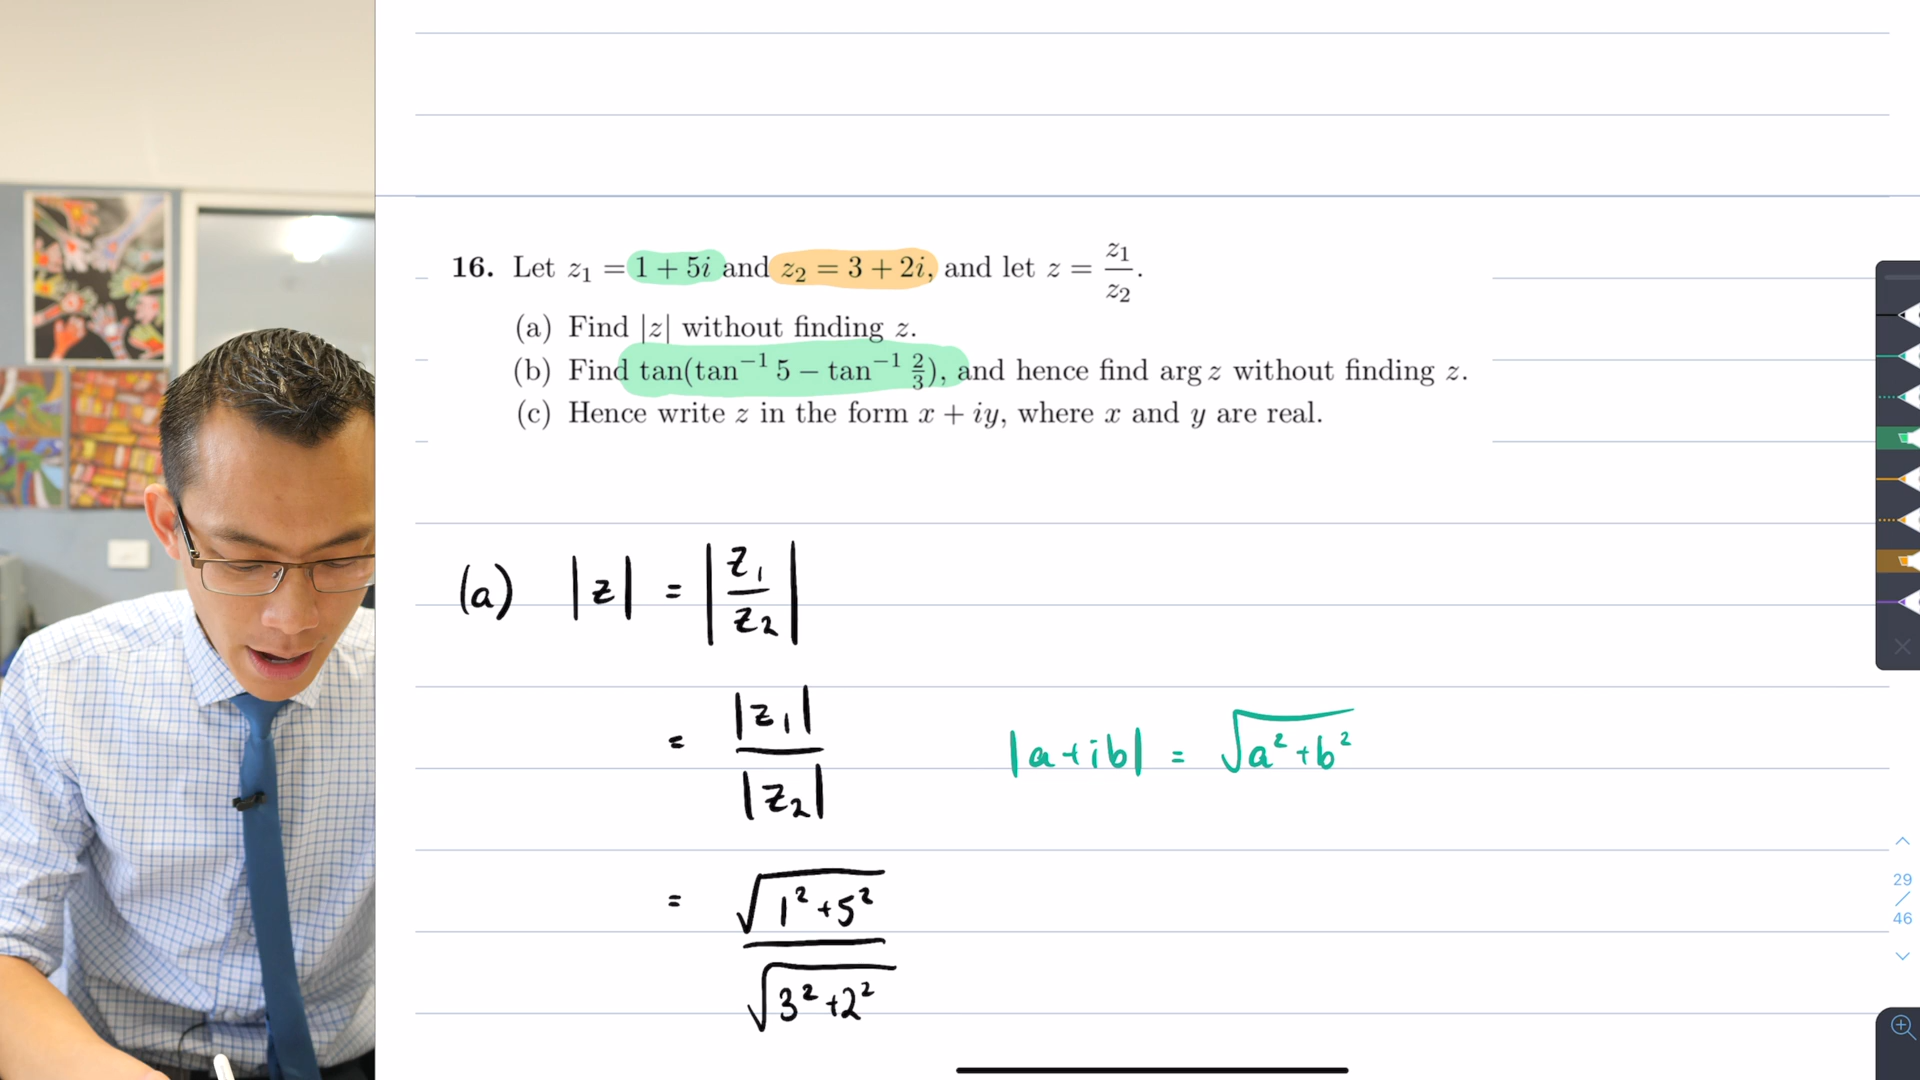 16. Let z₁ = 1 + 5i and z₂ = 3 + 2i, and let z = z₁/z₂.
(a) Find |z| without finding z.
(b) Find tan(tan⁻¹ 5 − tan⁻¹ 2/3), and hence find arg z without finding z.
(c) Hence write z in the form x + iy, where x and y are real.
(a) |z| = |z₁/z₂|
= |z₁|/|z₂|
|a+ib| = √(a²+b²)
= √(1²+5²)/√(3²+2²)
29
/
46